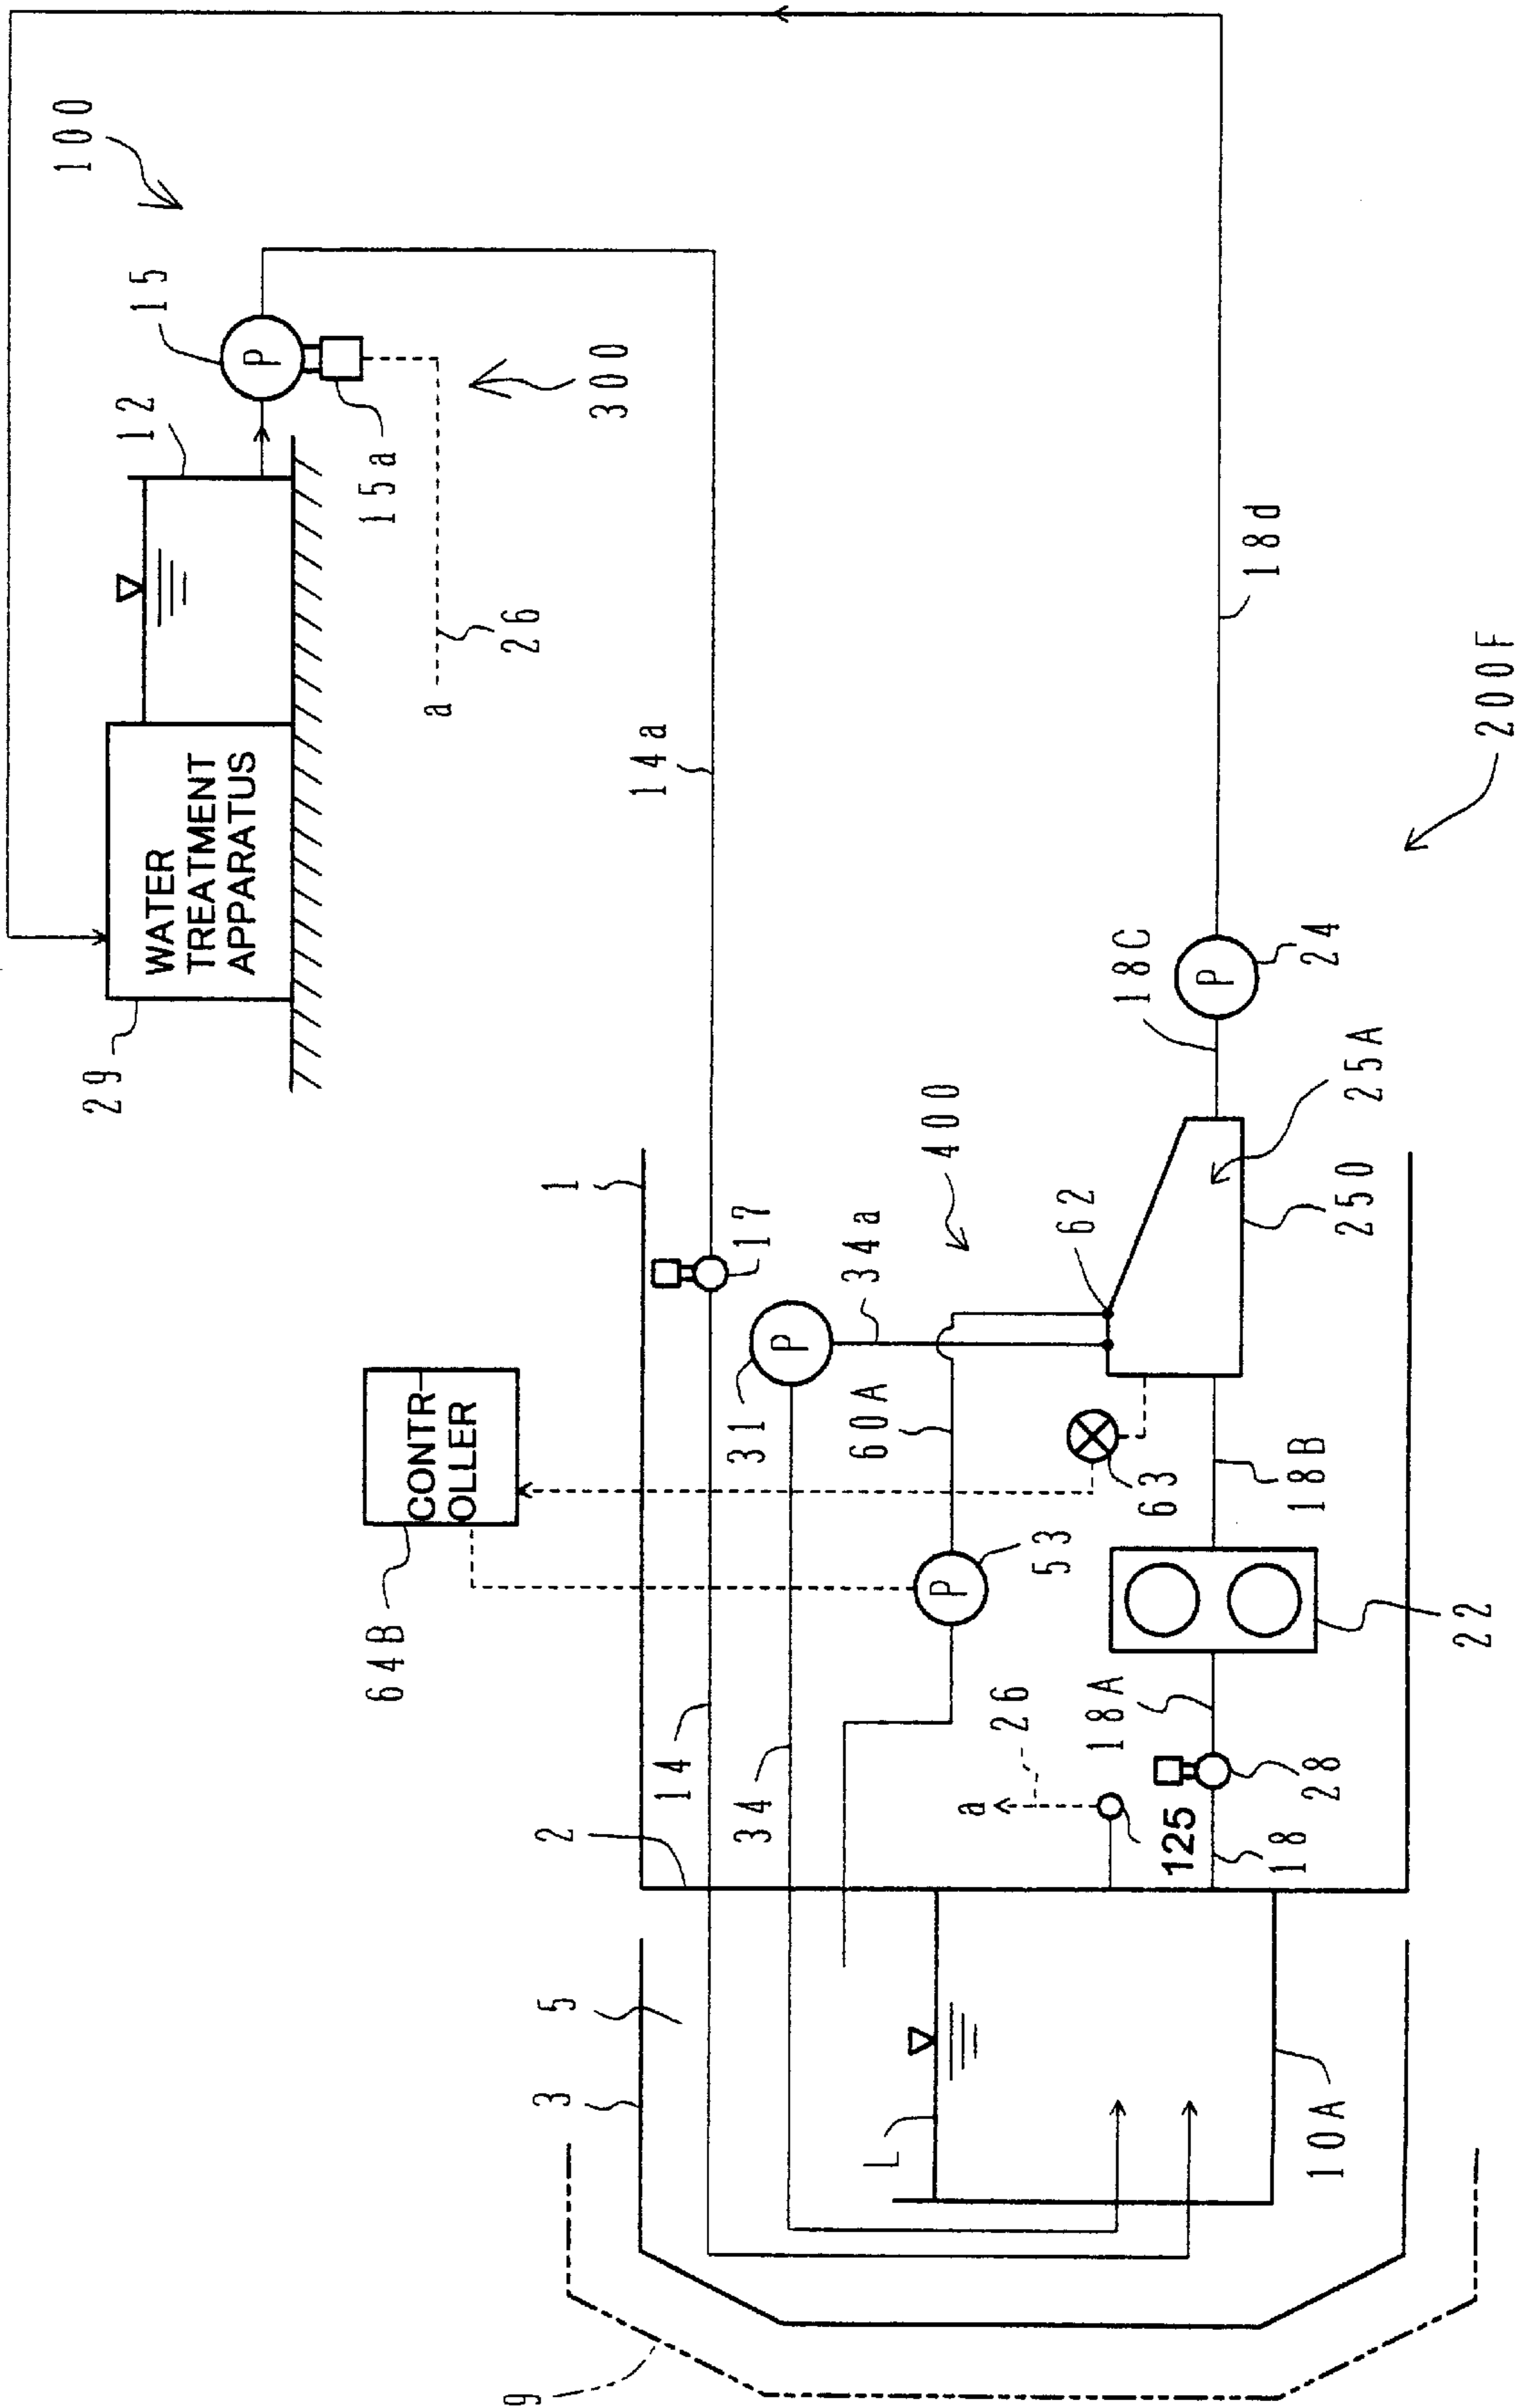 100
15
P
12
15a
300
26
a
WATER
TREATMENT
APPARATUS
29
14a
18d
200F
1
17
P
31
34a
400
62
25A
250
18C
P
24
CONTR-
OLLER
64B
60A
63
18B
P
53
22
14
34
2
a
26
18A
28
125
18
3
5
L
10A
9